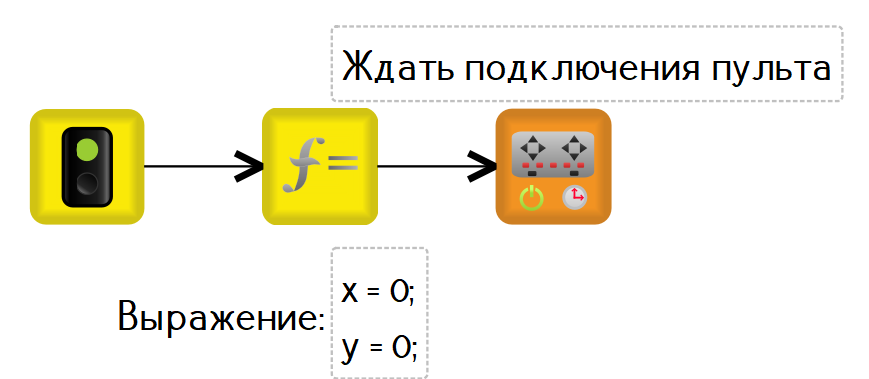 Ждать подключения пульта
Выражение:
x = 0;
y = 0;